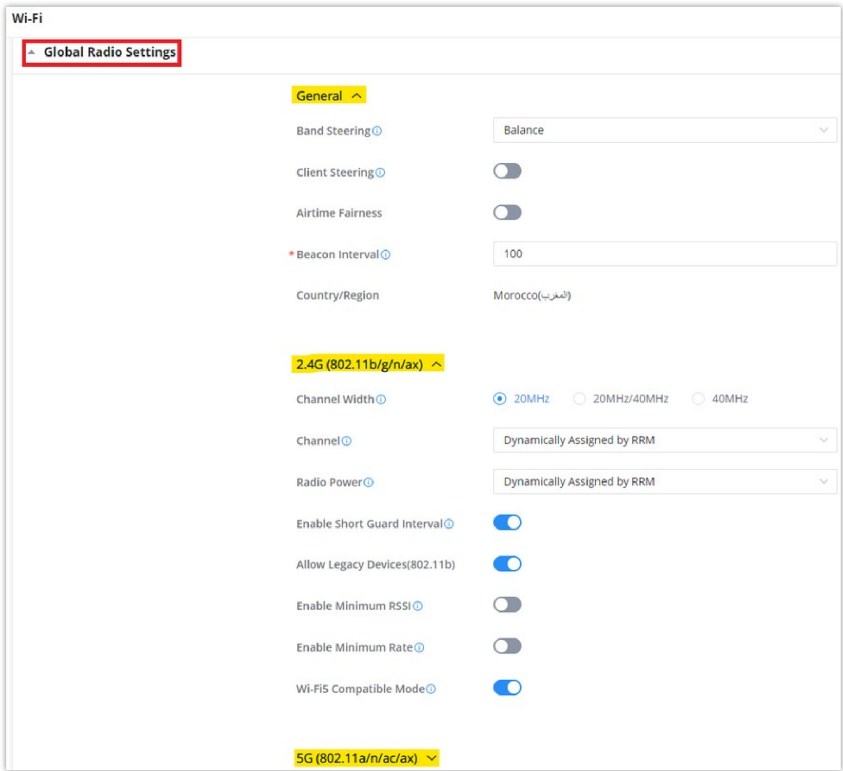 Wi-Fi
Global Radio Settings
General
Band Steering Balance
Client Steering
Airtime Fairness
* Beacon Interval 100
Country/Region Morocco(المغرب)
2.4G (802.11b/g/n/ax)
Channel Width 20MHz 20MHz/40MHz 40MHz
Channel Dynamically Assigned by RRM
Radio Power Dynamically Assigned by RRM
Enable Short Guard Interval
Allow Legacy Devices(802.11b)
Enable Minimum RSSI
Enable Minimum Rate
Wi-Fi5 Compatible Mode
5G (802.11a/n/ac/ax)